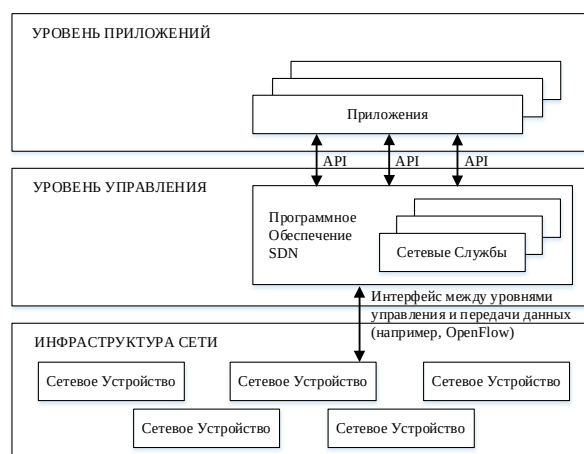 УРОВЕНЬ ПРИЛОЖЕНИЙ
Приложения
API API API
УРОВЕНЬ УПРАВЛЕНИЯ
Программное
Обеспечение
SDN
Сетевые Службы
Интерфейс между уровнями
управления и передачи данных
(например, OpenFlow)
ИНФРАСТРУКТУРА СЕТИ
Сетевое Устройство Сетевое Устройство Сетевое Устройство
Сетевое Устройство Сетевое Устройство